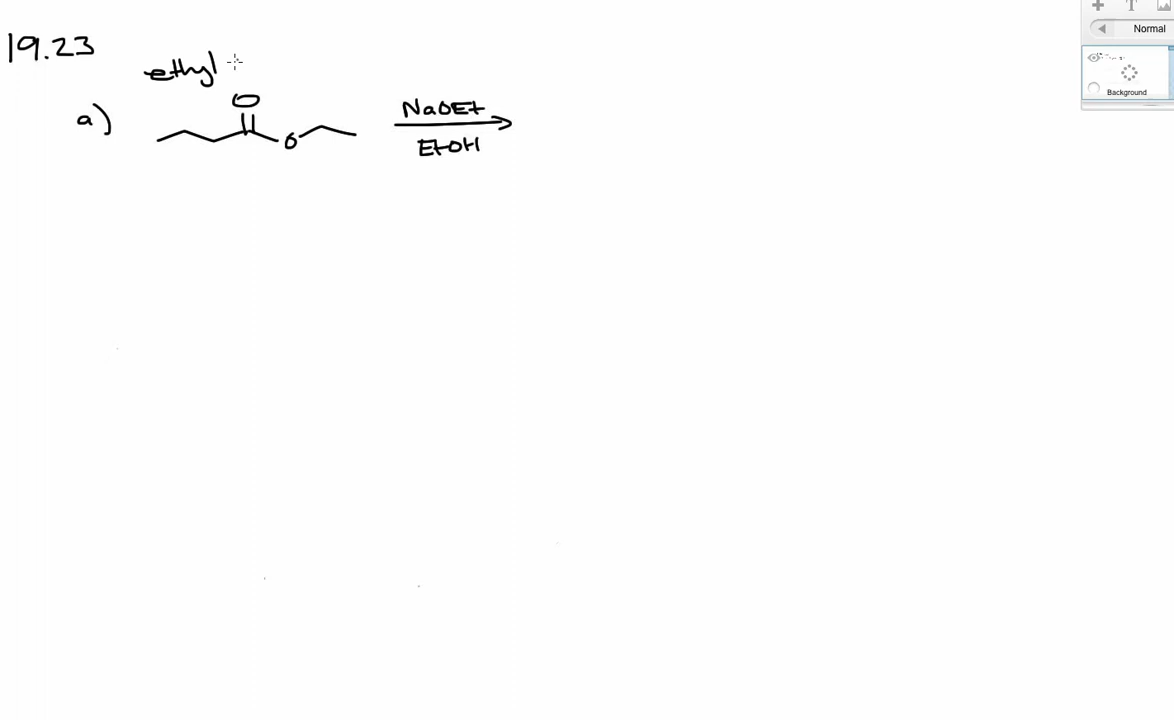 19.23
ethyl
a)
O
O
NaOEt
EtOH
Normal
Background